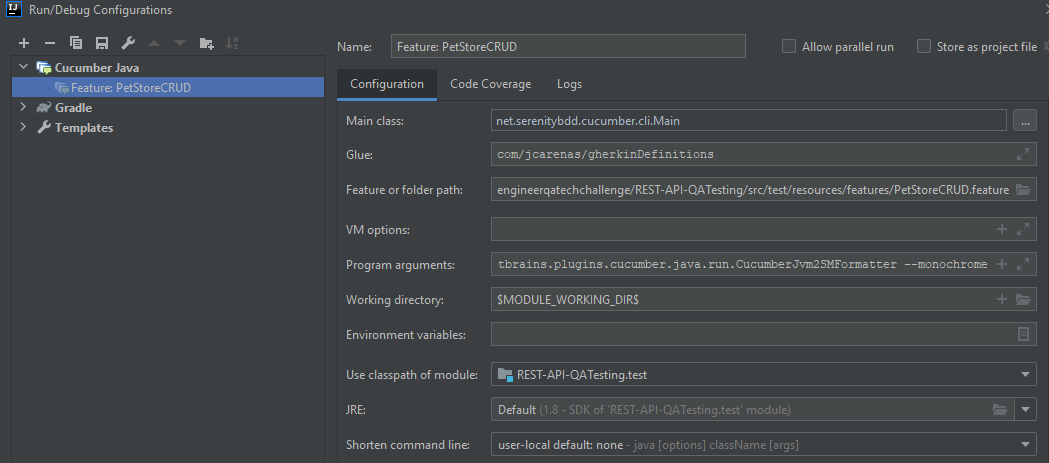 Run/Debug Configurations
Cucumber Java
Feature: PetStoreCRUD
Gradle
Templates
Name: Feature: PetStoreCRUD Allow parallel run Store as project file
Configuration Code Coverage Logs
Main class: net.serenitybdd.cucumber.cli.Main ...
Glue: com/jcarenas/gherkinDefinitions
Feature or folder path: engineerqatechchallenge/REST-API-QATesting/src/test/resources/features/PetStoreCRUD.feature
VM options:
Program arguments: tbrains.plugins.cucumber.java.run.CucumberJvm2SMFormatter --monochrome
Working directory: $MODULE_WORKING_DIR$
Environment variables:
Use classpath of module: REST-API-QATesting.test
JRE: Default (1.8 - SDK of 'REST-API-QATesting.test' module)
Shorten command line: user-local default: none - java [options] className [args]